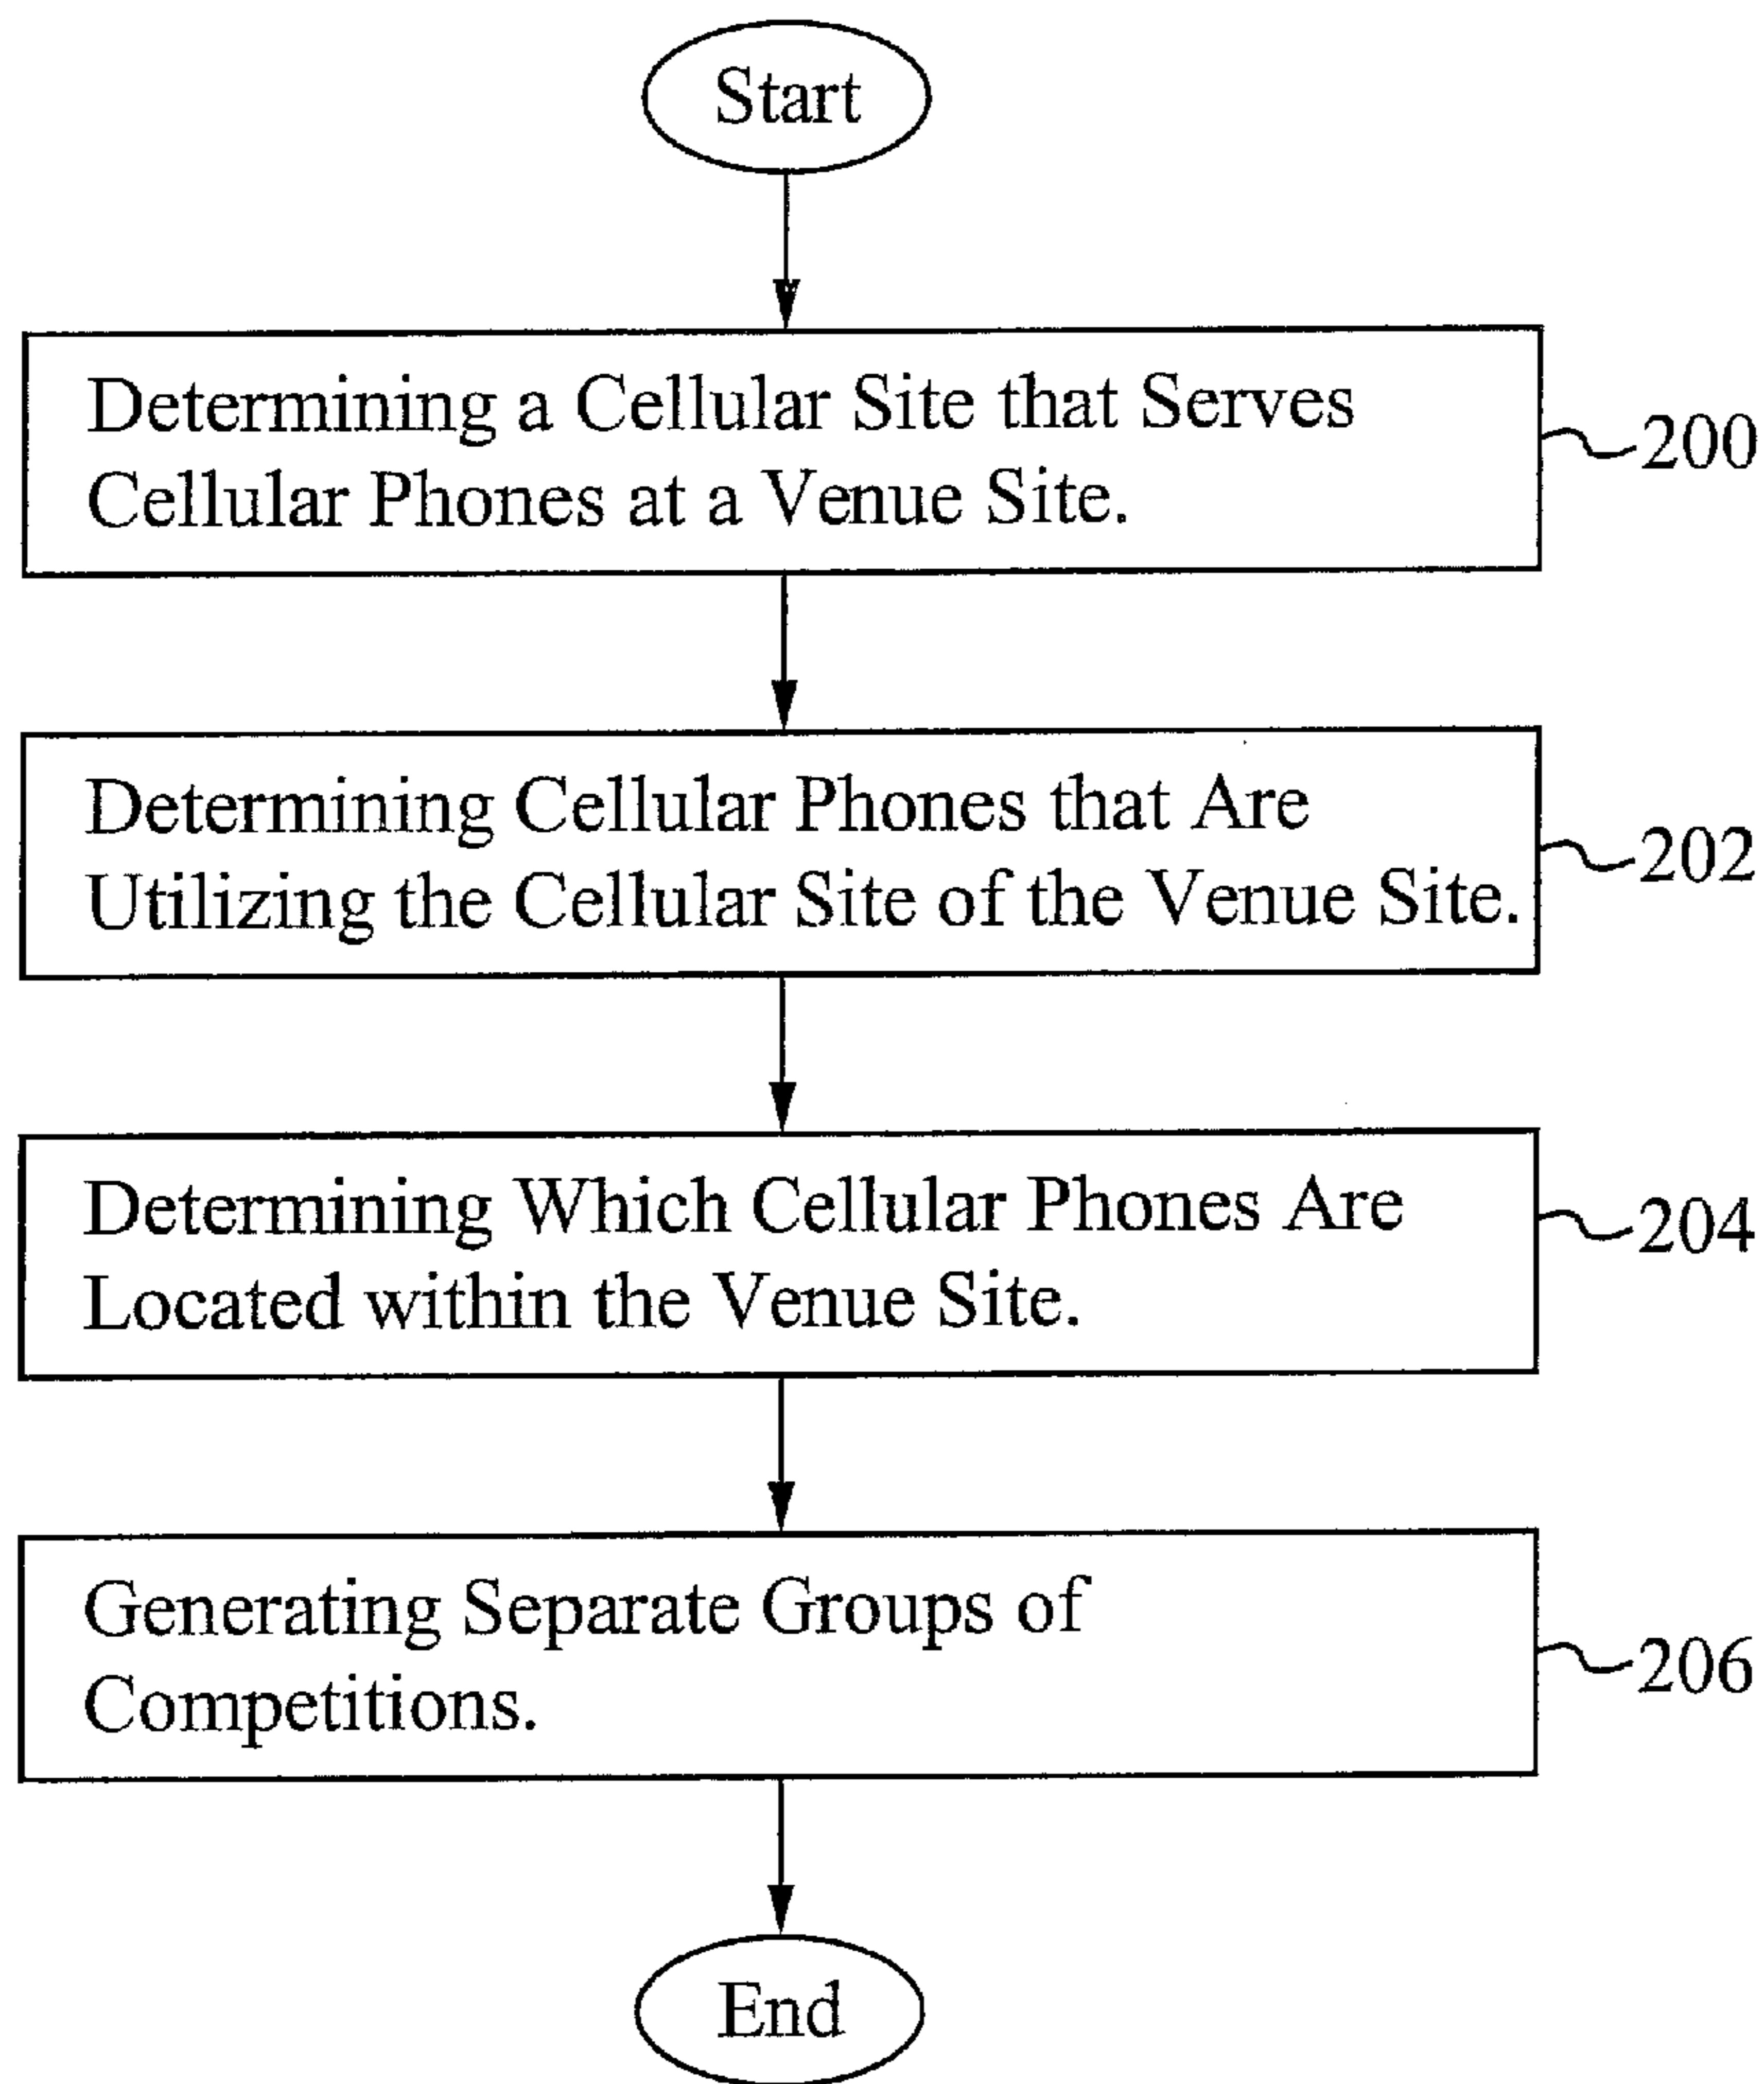 Start
Determining a Cellular Site that Serves
Cellular Phones at a Venue Site.
200
Determining Cellular Phones that Are
Utilizing the Cellular Site of the Venue Site.
202
Determining Which Cellular Phones Are
Located within the Venue Site.
204
Generating Separate Groups of
Competitions.
206
End